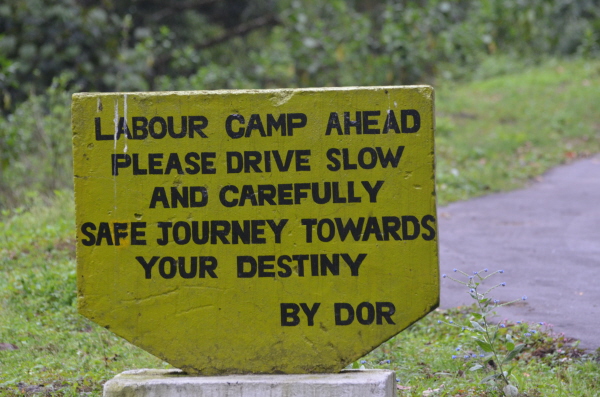 LABOUR CAMP AHEAD
PLEASE DRIVE SLOW
AND CAREFULLY
SAFE JOURNEY TOWARDS
YOUR DESTINY
BY DOR